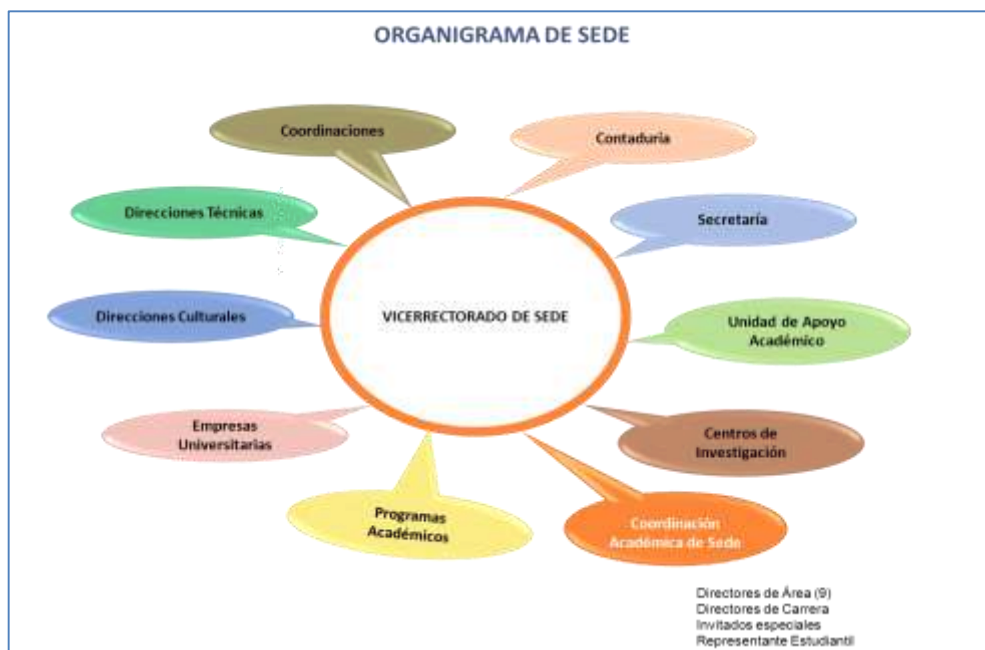 ORGANIGRAMA DE SEDE
Coordinaciones
Contaduría
Direcciones Técnicas
Secretaría
Direcciones Culturales
VICERRECTORADO DE SEDE
Unidad de Apoyo
Académico
Empresas
Universitarias
Centros de
Investigación
Programas
Académicos
Coordinación
Académica de Sede
Directores de Área (9)
Directores de Carrera
Invitados especiales
Representante Estudiantil